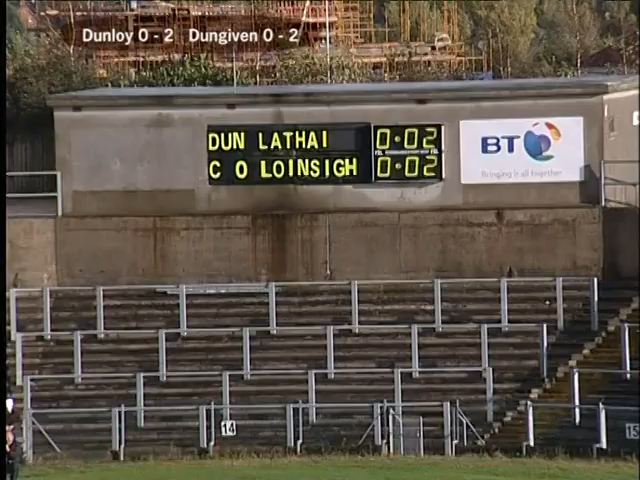 Dunloy 0 - 2 Dungiven 0 - 2
DUN LATHAI 0·02
C O LOINSIGH 0·02
BT
Bringing it all together
14
15